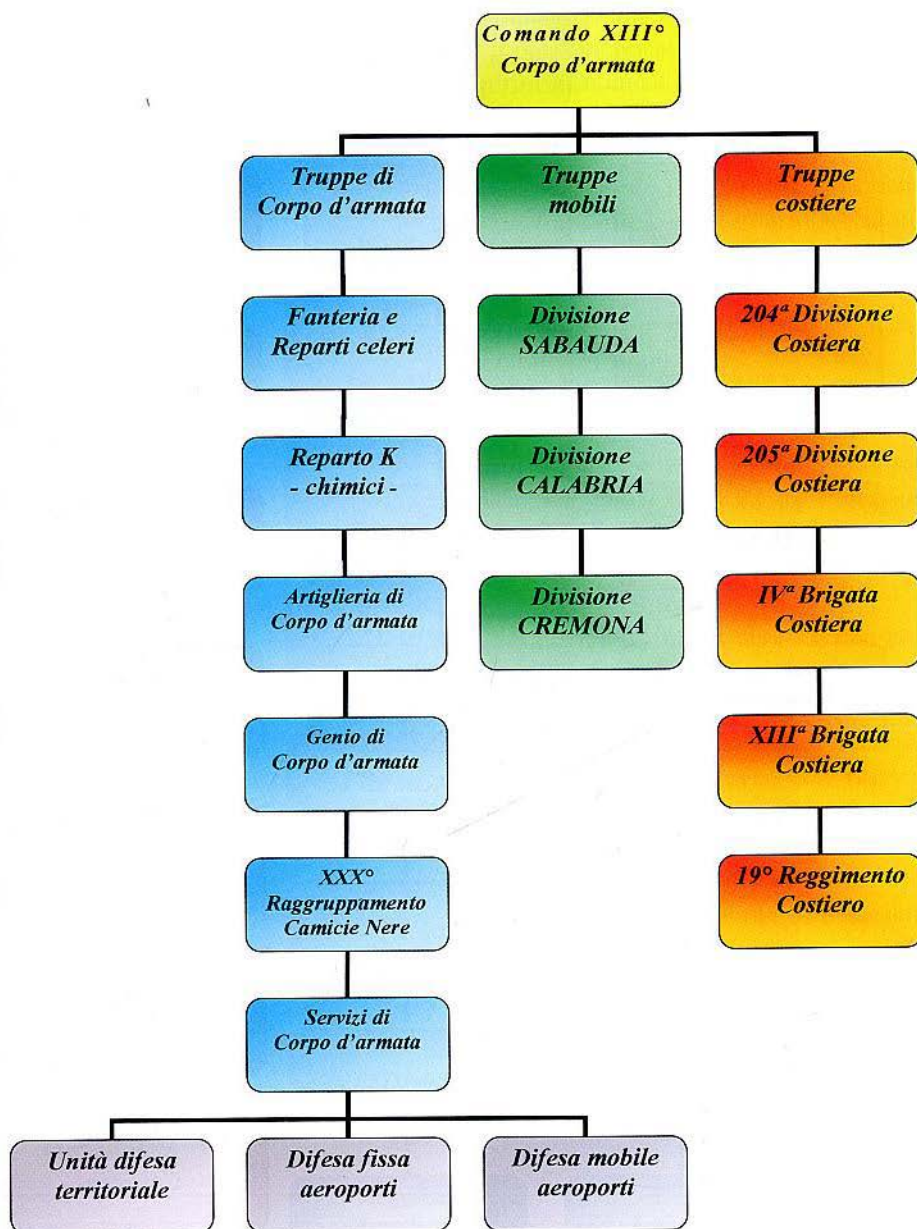 Comando XIII°
Corpo d'armata
Truppe di
Corpo d'armata
Truppe
mobili
Truppe
costiere
Fanteria e
Reparti celeri
Divisione
SABAUDA
204ª Divisione
Costiera
Reparto K
- chimici -
Divisione
CALABRIA
205ª Divisione
Costiera
Artiglieria di
Corpo d'armata
Divisione
CREMONA
IVª Brigata
Costiera
Genio di
Corpo d'armata
XIIIª Brigata
Costiera
XXX°
Raggruppamento
Camicie Nere
19° Reggimento
Costiero
Servizi di
Corpo d'armata
Unità difesa
territoriale
Difesa fissa
aeroporti
Difesa mobile
aeroporti